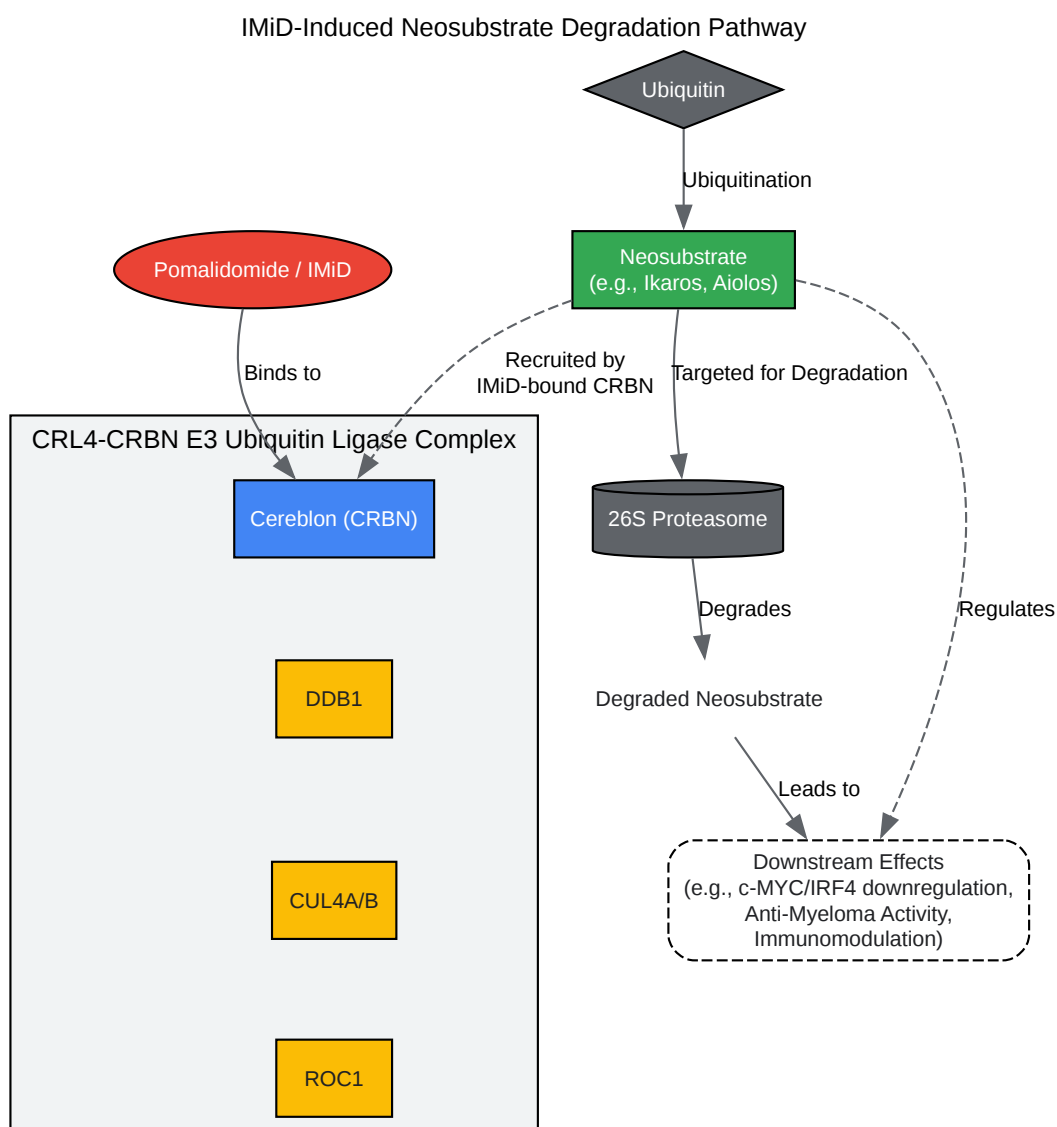 IMiD-Induced Neosubstrate Degradation Pathway
Ubiquitin
Ubiquitination
Pomalidomide / IMiD
Neosubstrate
(e.g., Ikaros, Aiolos)
Binds to
Recruited by
IMiD-bound CRBN
Targeted for Degradation
CRL4-CRBN E3 Ubiquitin Ligase Complex
Cereblon (CRBN)
26S Proteasome
Degrades
Regulates
DDB1
Degraded Neosubstrate
Leads to
CUL4A/B
Downstream Effects
(e.g., c-MYC/IRF4 downregulation,
Anti-Myeloma Activity,
Immunomodulation)
ROC1